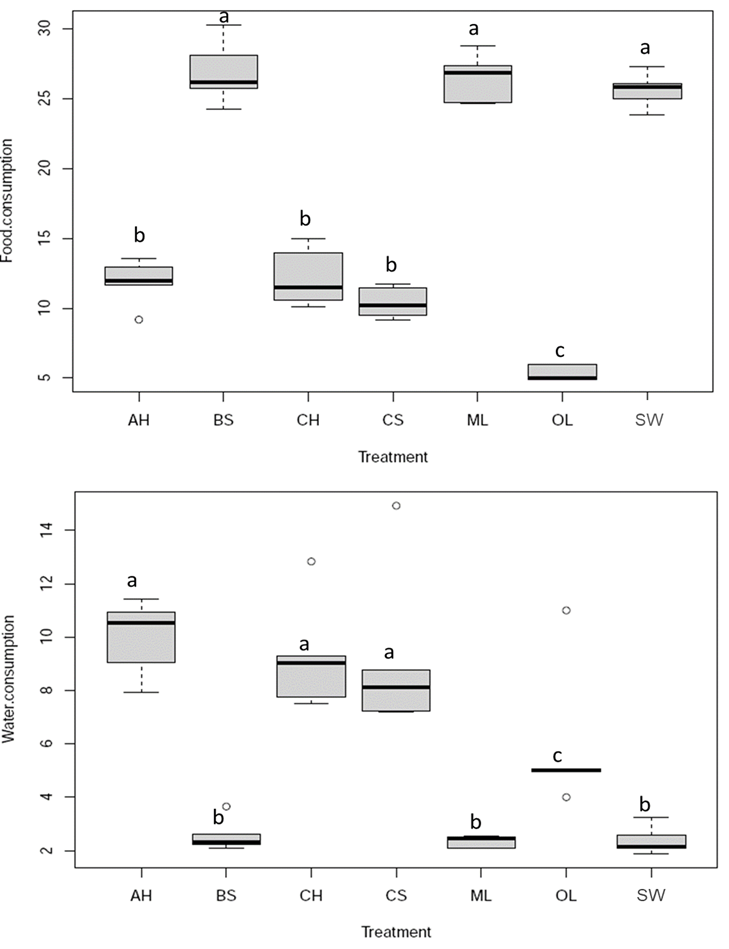 a
a
a
30
25
20
15
10
5
Food.consumption
b
b
b
c
AH BS CH CS ML OL SW
Treatment
14
12
10
8
6
4
2
Water.consumption
a
a
a
c
b
b
b
AH BS CH CS ML OL SW
Treatment